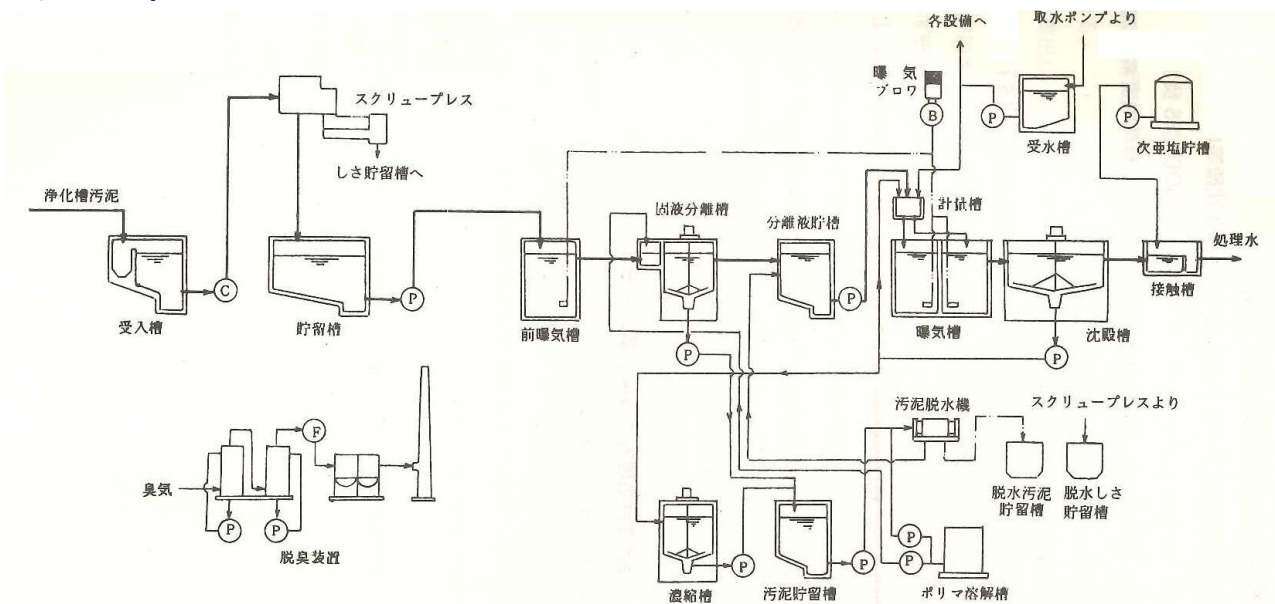 各設備へ
取水ポンプより
曝気
ブロワ
B
P
受水槽
P
次亜塩貯槽
スクリュープレス
しさ貯留槽へ
浄化槽汚泥
C
受入槽
P
貯留槽
前曝気槽
固液分離槽
P
分離液貯槽
P
計量槽
曝気槽
P
沈殿槽
接触槽
処理水
臭気
P
P
F
脱臭装置
濃縮槽
P
汚泥貯留槽
P
汚泥脱水機
P
P
ポリマ溶解槽
脱水汚泥
貯留槽
スクリュープレスより
脱水しさ
貯留槽